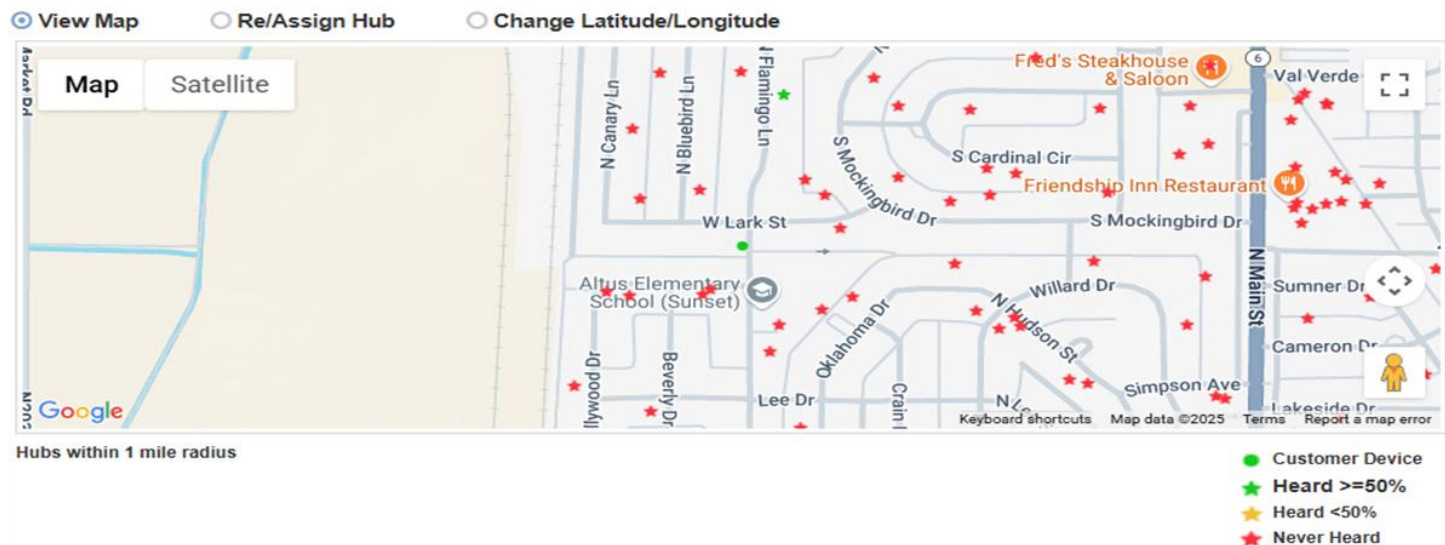 View Map Re/Assign Hub Change Latitude/Longitude
Map Satellite
Fred's Steakhouse
& Saloon
6
Val Verde
N Canary Ln
N Bluebird Ln
N Flamingo Ln
S Mockingbird Dr
S Cardinal Cir
Friendship Inn Restaurant
W Lark St
S Mockingbird Dr
N Main St
Altus Elementary
School (Sunset)
Willard Dr
Sumner Dr
N Hudson St
Oklahoma Dr
Cameron Dr
Beverly Dr
Simpson Ave
Lee Dr
Lakeside Dr
Google
Keyboard shortcuts Map data ©2025 Terms Report a map error
Hubs within 1 mile radius
Customer Device
Heard >=50%
Heard <50%
Never Heard